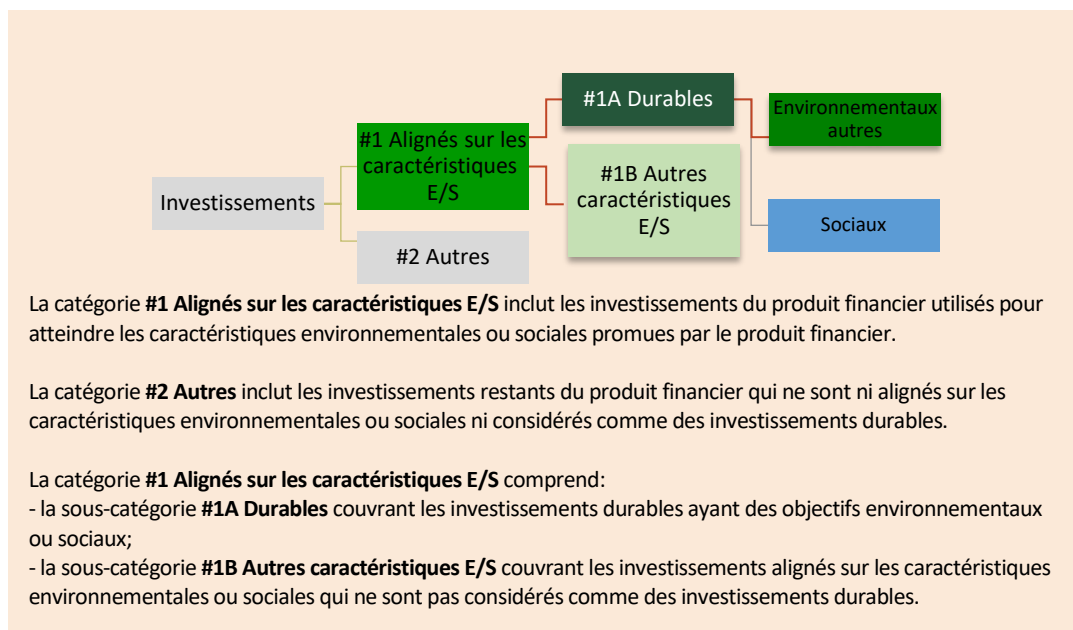 #1A Durables
Environnementaux
autres
#1 Alignés sur les
caractéristiques
E/S
#1B Autres
caractéristiques
E/S
Investissements
Sociaux
#2 Autres
La catégorie #1 Alignés sur les caractéristiques E/S inclut les investissements du produit financier utilisés pour
atteindre les caractéristiques environnementales ou sociales promues par le produit financier.
La catégorie #2 Autres inclut les investissements restants du produit financier qui ne sont ni alignés sur les
caractéristiques environnementales ou sociales ni considérés comme des investissements durables.
La catégorie #1 Alignés sur les caractéristiques E/S comprend:
- la sous-catégorie #1A Durables couvrant les investissements durables ayant des objectifs environnementaux
ou sociaux;
- la sous-catégorie #1B Autres caractéristiques E/S couvrant les investissements alignés sur les caractéristiques
environnementales ou sociales qui ne sont pas considérés comme des investissements durables.